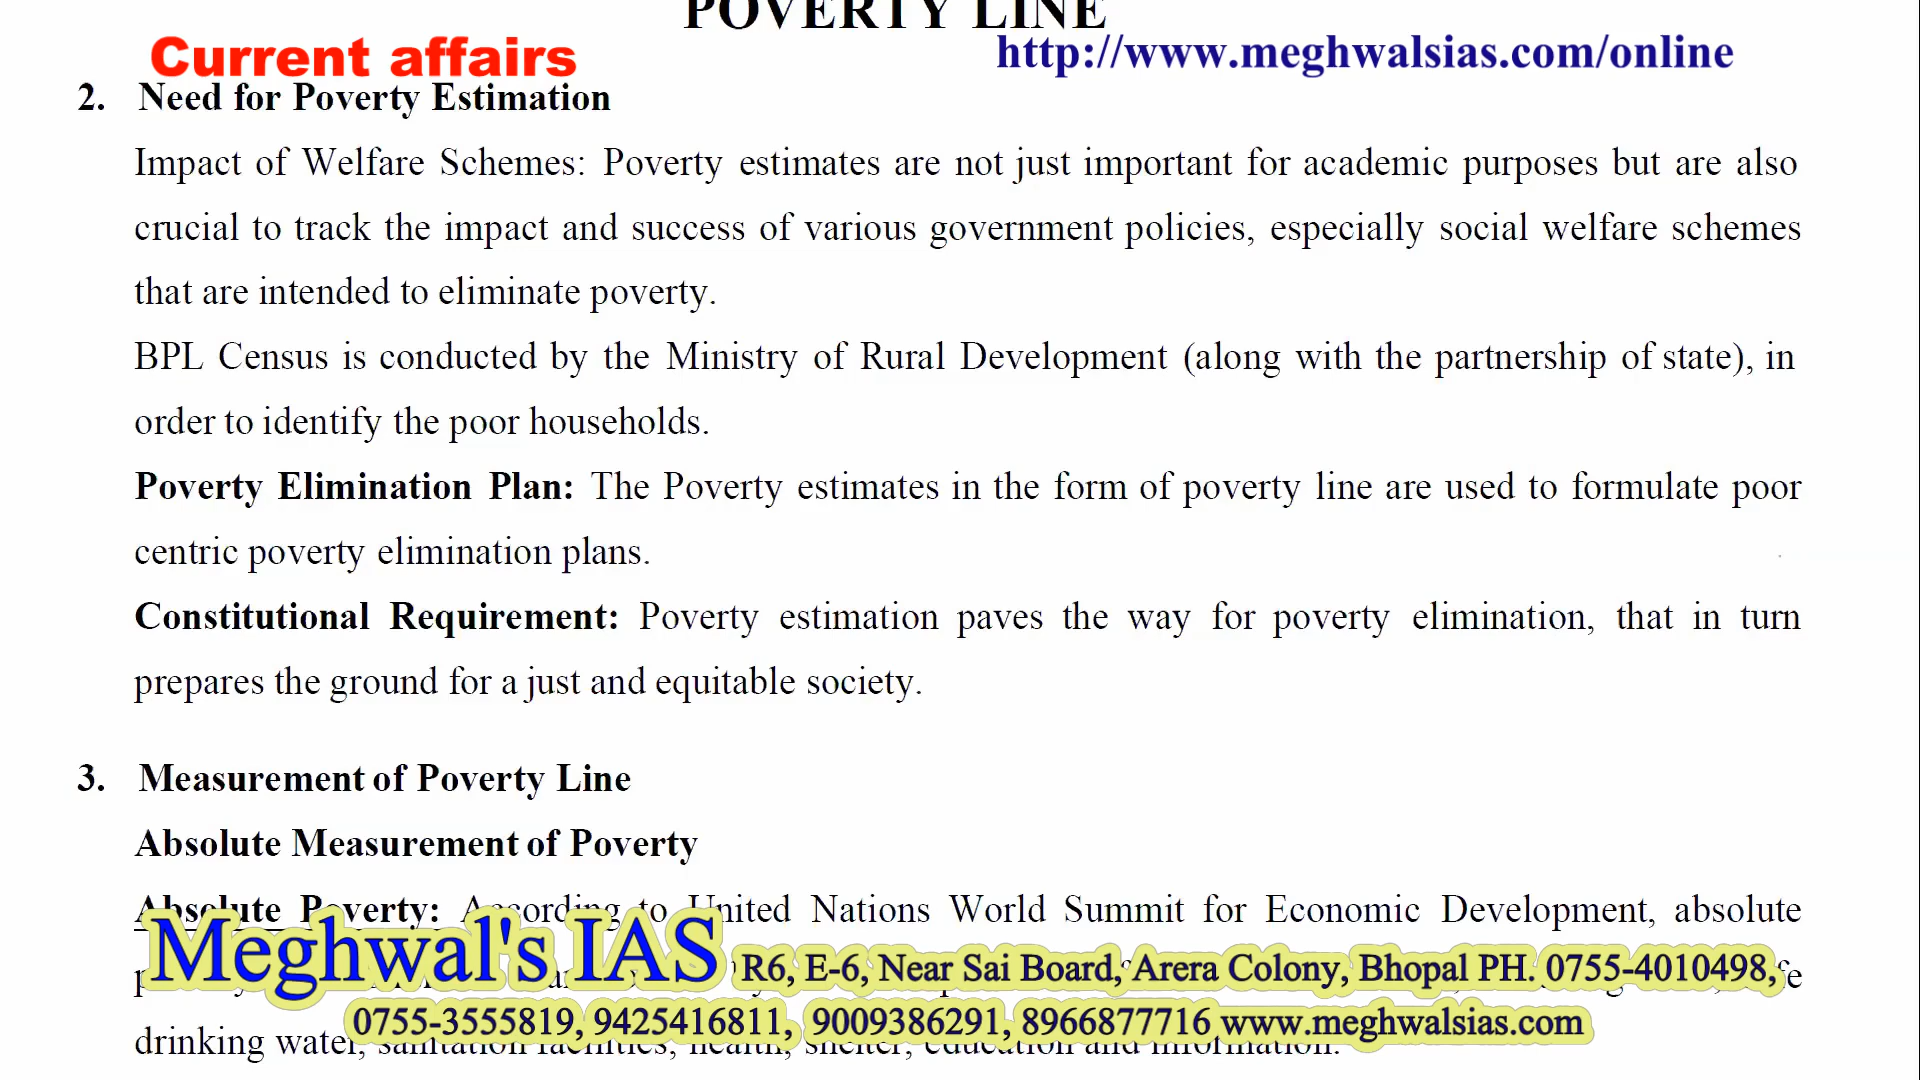 POVERTY LINE
Current affairs
http://www.meghwalsias.com/online
2. Need for Poverty Estimation
Impact of Welfare Schemes: Poverty estimates are not just important for academic purposes but are also
crucial to track the impact and success of various government policies, especially social welfare schemes
that are intended to eliminate poverty.
BPL Census is conducted by the Ministry of Rural Development (along with the partnership of state), in
order to identify the poor households.
Poverty Elimination Plan: The Poverty estimates in the form of poverty line are used to formulate poor
centric poverty elimination plans.
Constitutional Requirement: Poverty estimation paves the way for poverty elimination, that in turn
prepares the ground for a just and equitable society.
3. Measurement of Poverty Line
Absolute Measurement of Poverty
Absolute Poverty: According to United Nations World Summit for Economic Development, absolute
Meghwal's IAS R6, E-6, Near Sai Board, Arera Colony, Bhopal PH. 0755-4010498,
0755-3555819, 9425416811, 9009386291, 8966877716 www.meghwalsias.com
drinking water, sanitation facilities, health, shelter, education and information.